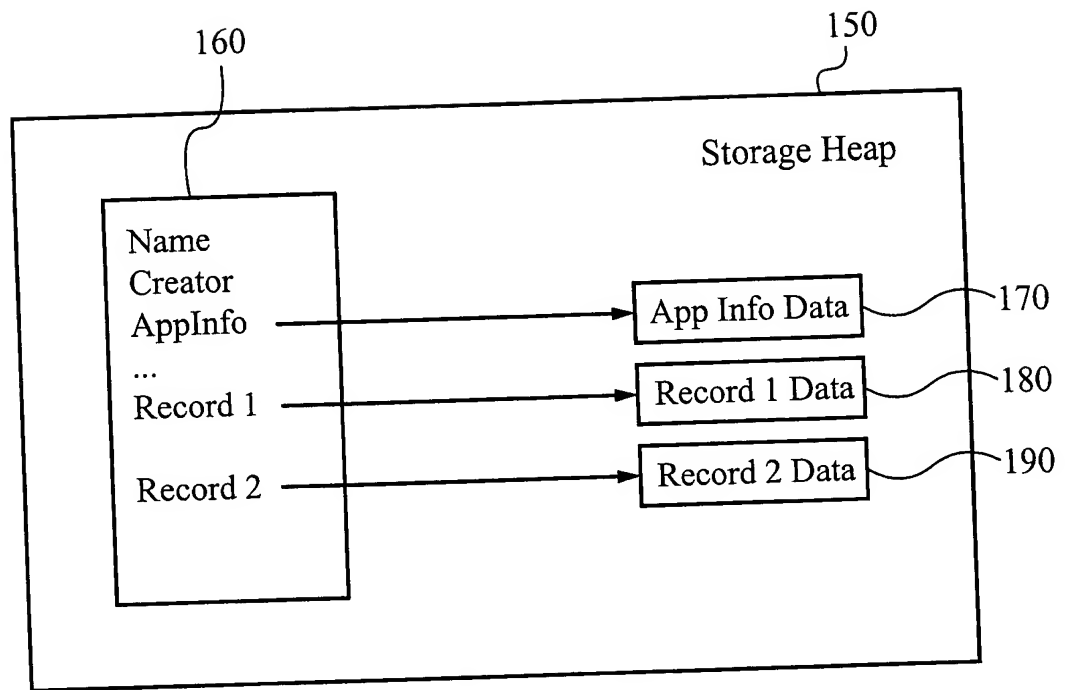 160
150
Storage Heap
Name
Creator
AppInfo
...
Record 1
Record 2
App Info Data
170
Record 1 Data
180
Record 2 Data
190